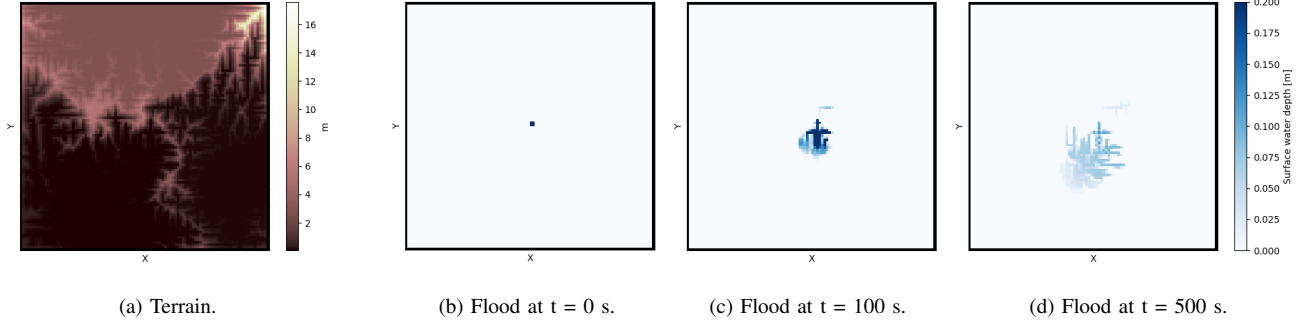 16
14
12
10
8
6
4
2
m
Y
X
Y
X
Y
X
Y
X
0.200
0.175
0.150
0.125
0.100
0.075
0.050
0.025
0.000
Surface water depth [m]
(a) Terrain.
(b) Flood at t = 0 s.
(c) Flood at t = 100 s.
(d) Flood at t = 500 s.